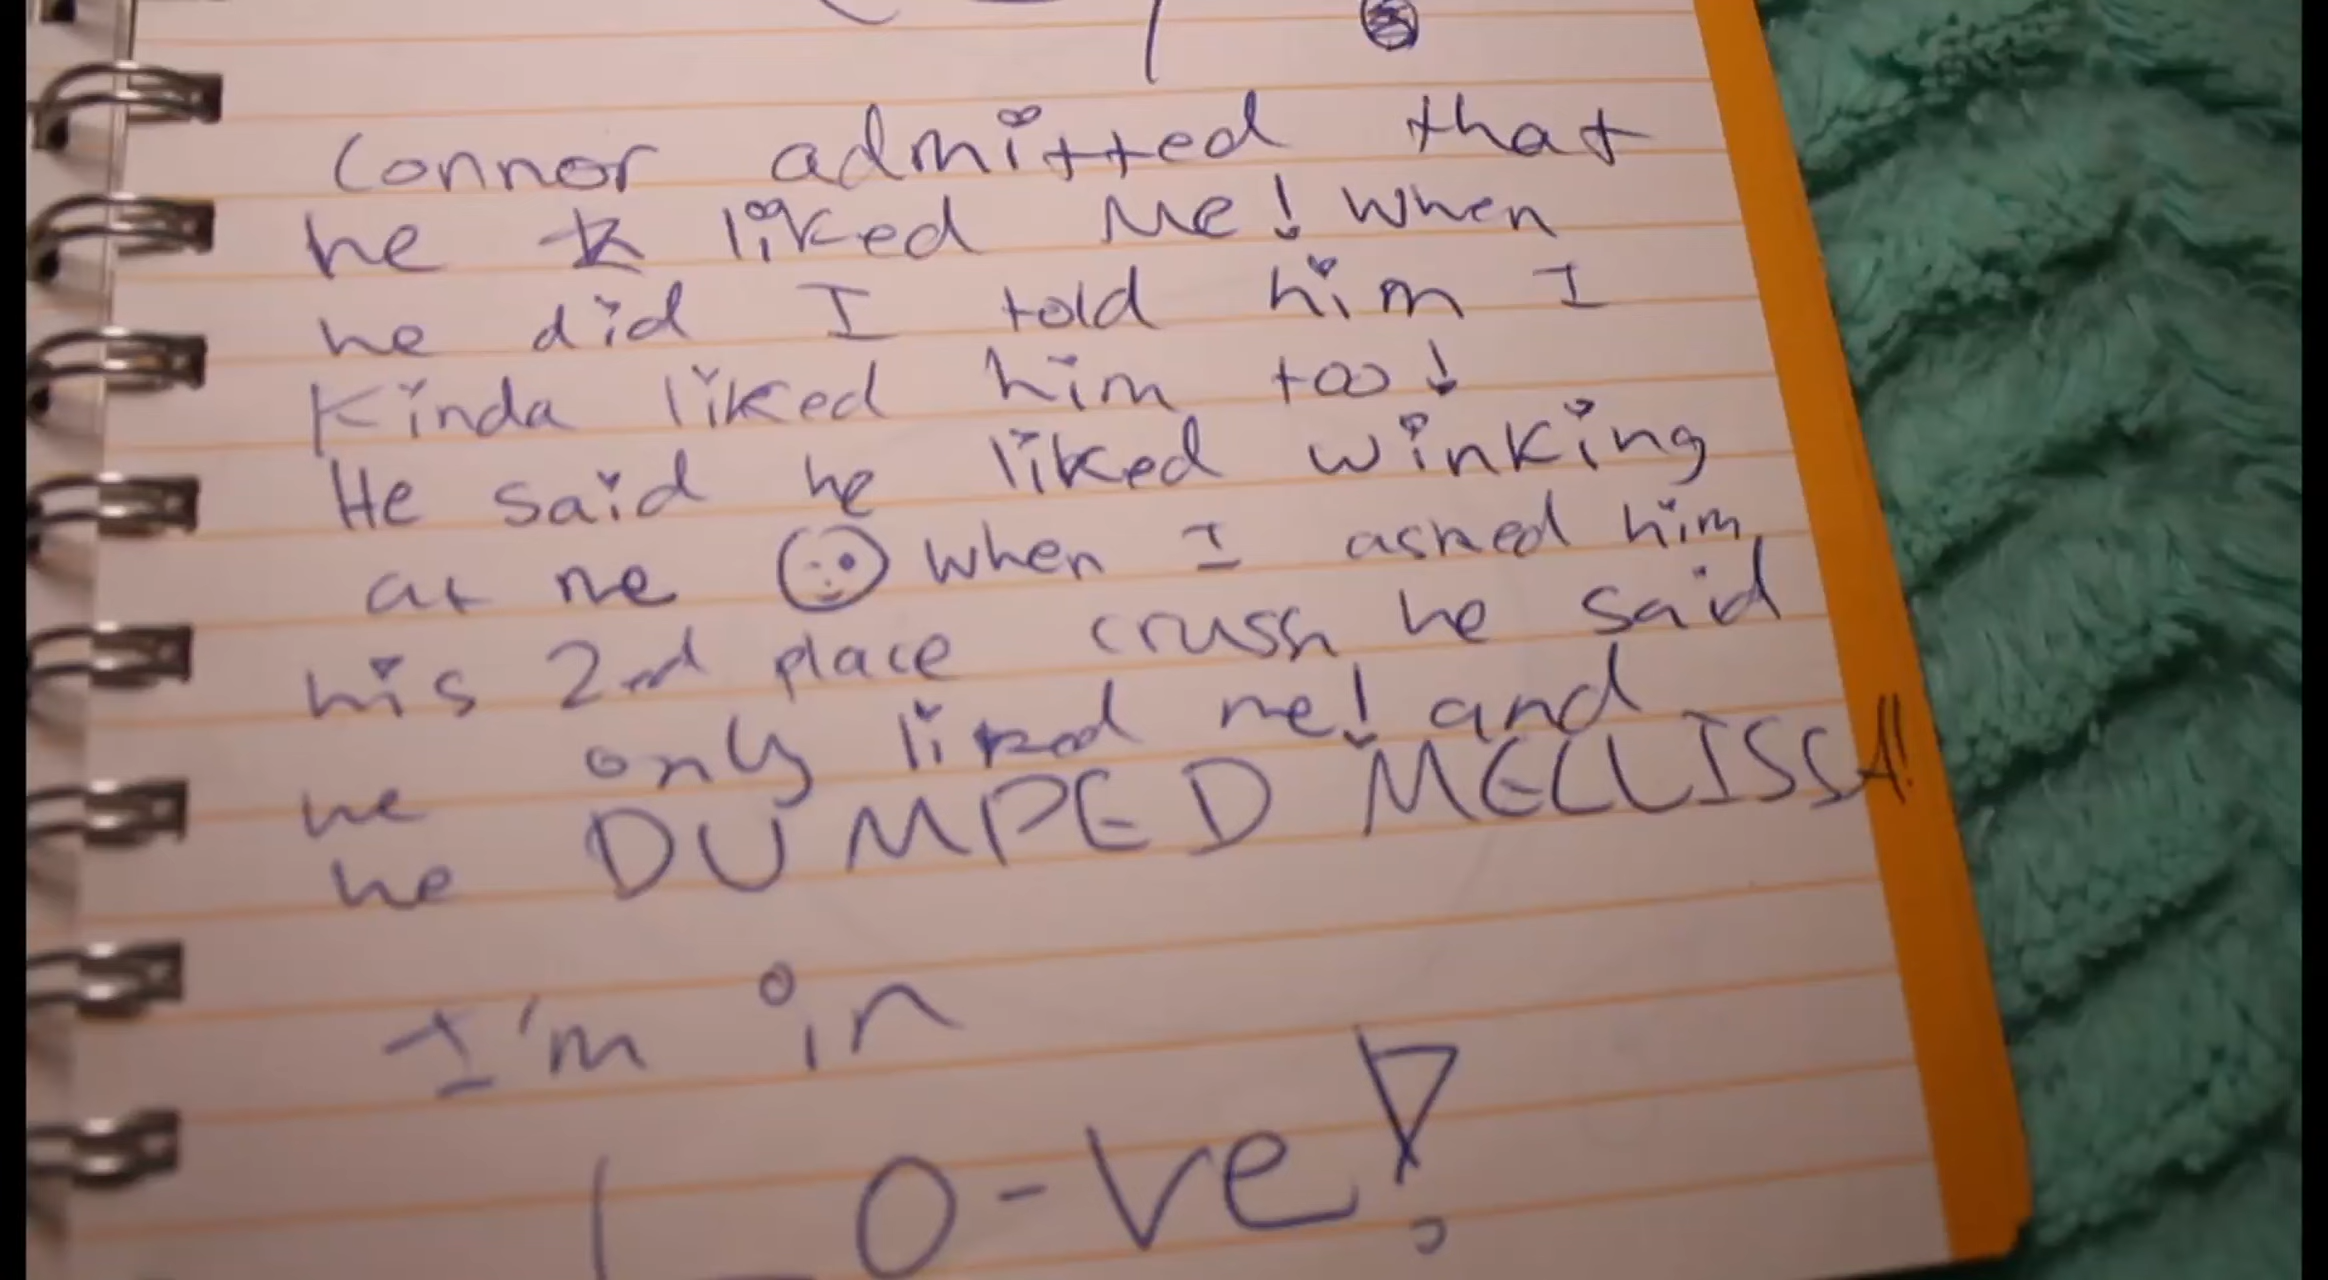 Connor admitted that
he liked Me! When
he did I told him I
Kinda liked him too!
He said he liked winking
at me when I asked him
his 2nd place crush he said
he only liked me! and
he DUMPED MECLISSA!!
I'm in
Lo-ve!